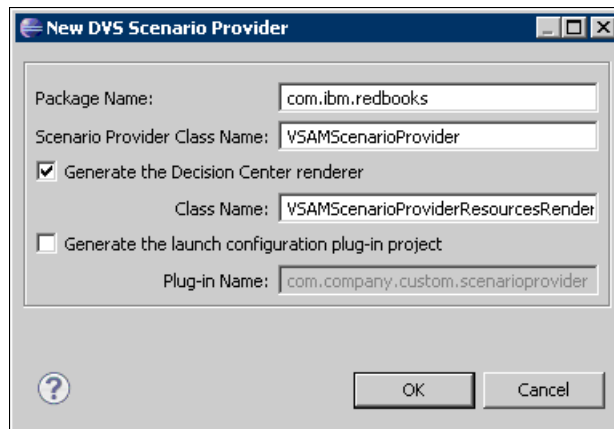 New DVS Scenario Provider
Package Name: com.ibm.redbooks
Scenario Provider Class Name: VSAMScenarioProvider
Generate the Decision Center renderer
Class Name: VSAMScenarioProviderResourcesRender
Generate the launch configuration plug-in project
Plug-in Name: com.company.custom.scenarioprovider
? OK Cancel